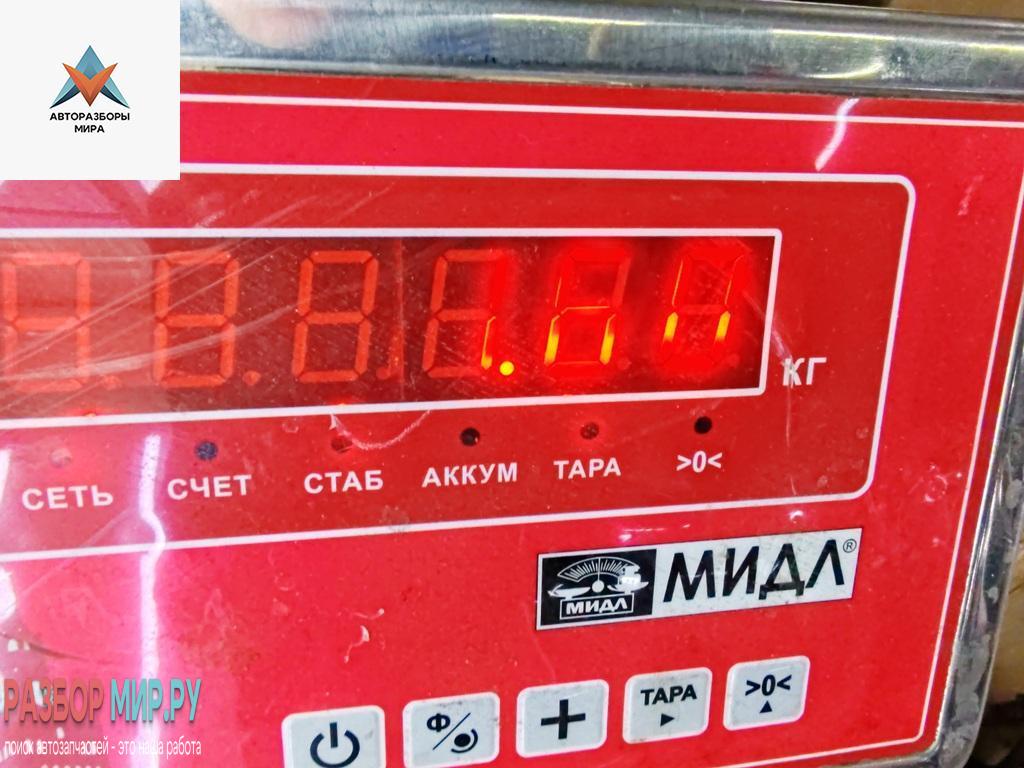 АВТОРАЗБОРЫ
МИРА
КГ
СЕТЬ
СЧЕТ
СТАБ
АККУМ
ТАРА
>0<
МИДЛ
МИДЛ®
РАЗБОР МИР.РУ
поиск автозапчастей - это наша работа
Ф/
+
ТАРА
>0<